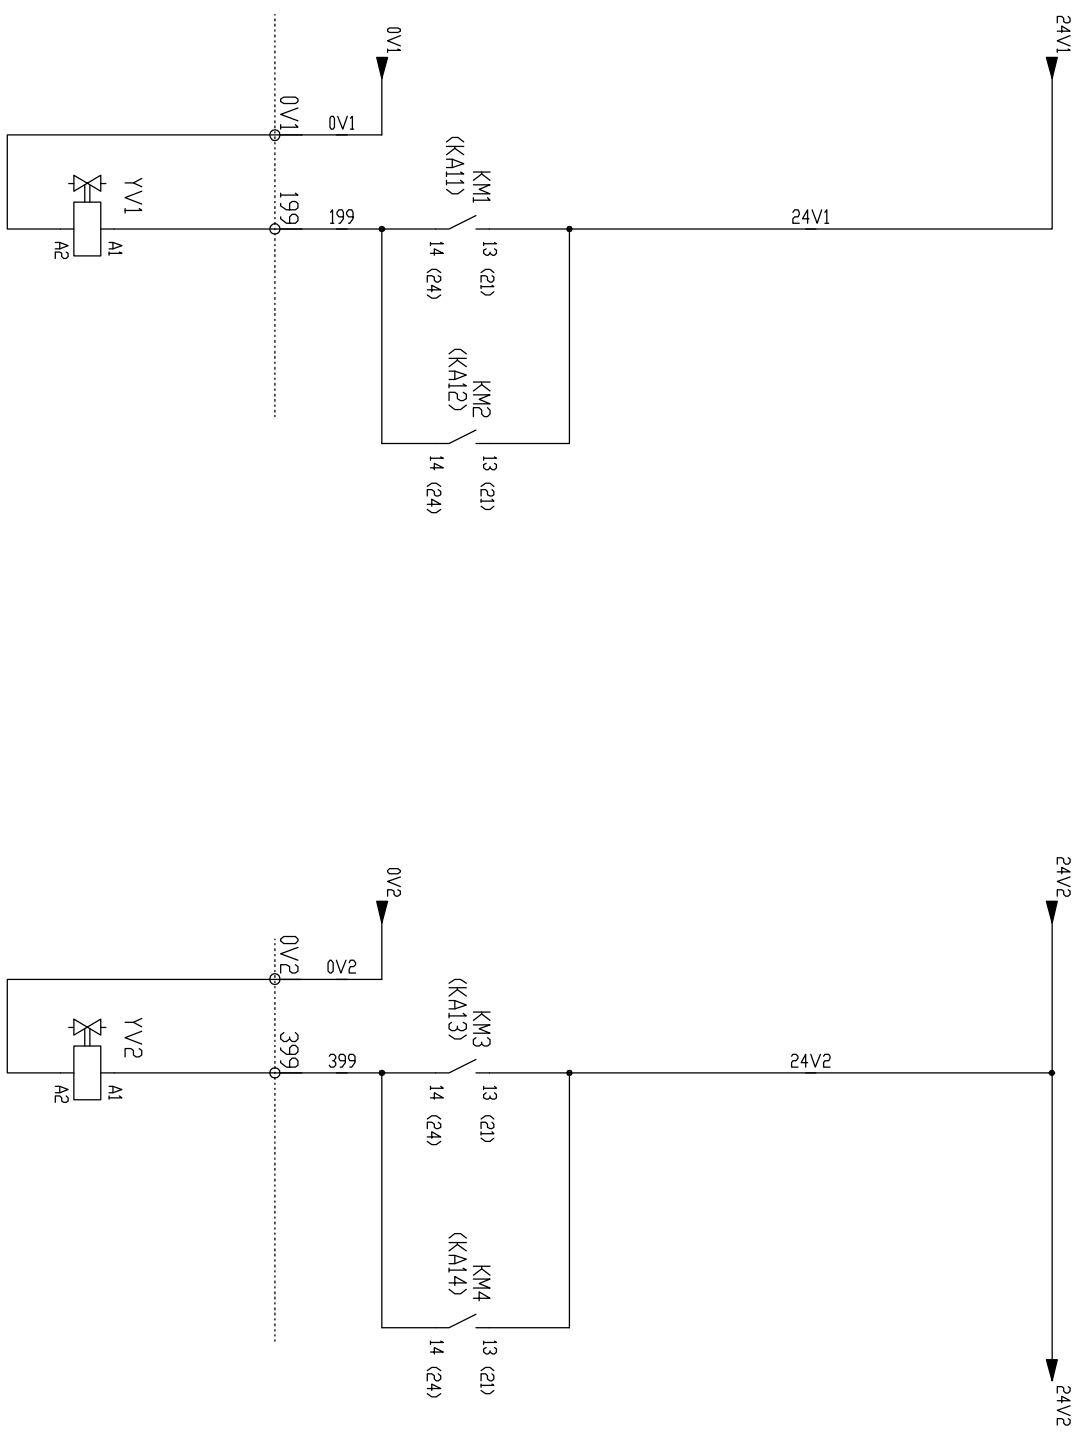 24V1
0V1
0V1
0V1
199
199
24V1
KM1
(KA11)
13 (21)
14 (24)
YV1
A1
A2
KM2
(KA12)
13 (21)
14 (24)
24V2
0V2
0V2
0V2
399
399
24V2
KM3
(KA13)
13 (21)
14 (24)
YV2
A1
A2
KM4
(KA14)
13 (21)
14 (24)
24V2